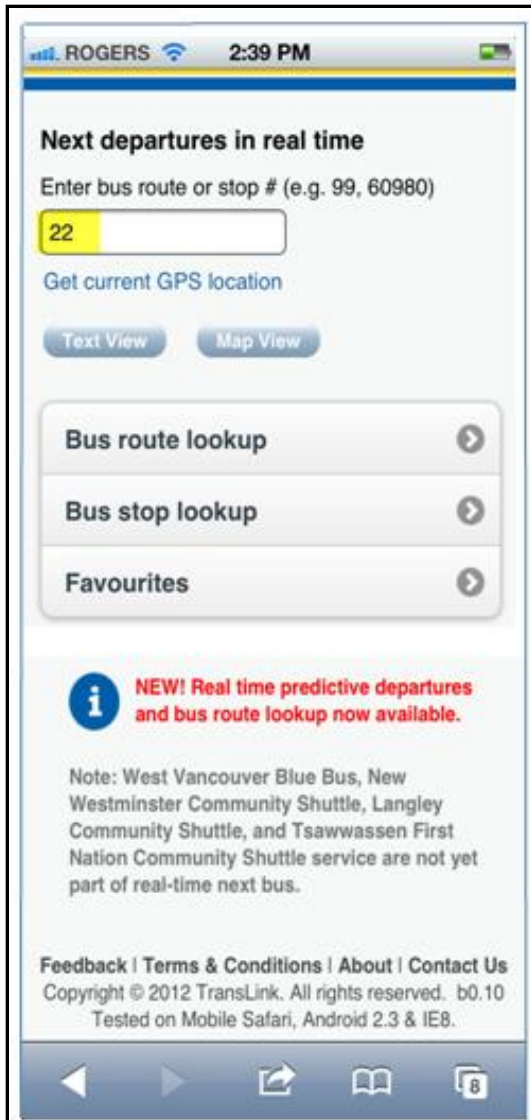 ROGERS 2:39 PM
Next departures in real time
Enter bus route or stop # (e.g. 99, 60980)
22
Get current GPS location
Text View Map View
Bus route lookup
Bus stop lookup
Favourites
NEW! Real time predictive departures
and bus route lookup now available.
Note: West Vancouver Blue Bus, New
Westminster Community Shuttle, Langley
Community Shuttle, and Tsawwassen First
Nation Community Shuttle service are not yet
part of real-time next bus.
Feedback | Terms & Conditions | About | Contact Us
Copyright © 2012 TransLink. All rights reserved. b0.10
Tested on Mobile Safari, Android 2.3 & IE8.
8